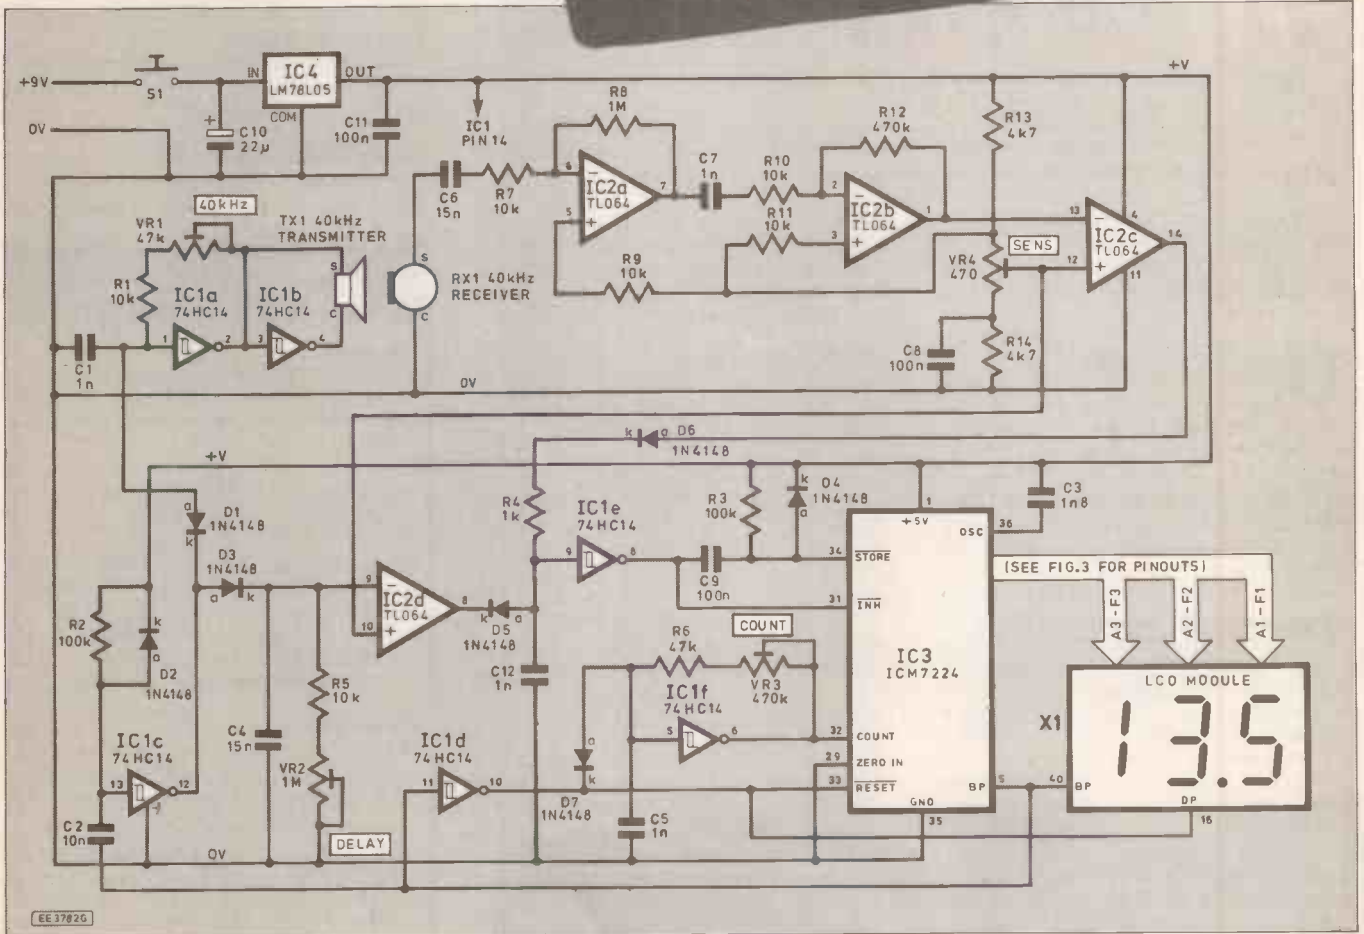 +9V
S1
IN
IC4
LM78L05
OUT
COM
+
C10
22µ
C11
100n
0V
IC1
PIN 14
R8
1M
C6
15n
R7
10k
6
5
7
IC2a
TL064
C7
1n
R10
10k
R11
10k
R12
470k
2
3
1
IC2b
TL064
R9
10k
R13
4k7
VR4
470
SENS
R14
4k7
C8
100n
13
12
14
4
11
IC2c
TL064
+V
40kHz
VR1
47k
R1
10k
TX1 40kHz
TRANSMITTER
S
C
IC1a
74HC14
1
2
IC1b
74HC14
3
4
RX1 40kHz
RECEIVER
S
C
C1
1n
0V
+V
k
a
D6
1N4148
a
k
D1
1N4148
D3
1N4148
a
k
R2
100k
k
a
D2
1N4148
IC1c
74HC14
13
12
C2
10n
C4
15n
R5
10k
VR2
1M
DELAY
9
10
8
IC2d
TL064
k
a
D5
1N4148
R4
1k
IC1e
74HC14
9
8
C12
1n
C9
100n
R3
100k
k
a
D4
1N4148
C3
1n8
IC1d
74HC14
11
10
a
k
D7
1N4148
R6
47k
COUNT
VR3
470k
IC1f
74HC14
5
6
C5
1n
0V
1
+5V
OSC
36
34
STORE
31
INH
IC3
ICM7224
32
COUNT
29
ZERO IN
33
RESET
GND
35
BP
5
(SEE FIG.3 FOR PINOUTS)
A3-F3
A2-F2
A1-F1
X1
LCD MODULE
13.5
40
BP
DP
16
EE3782G